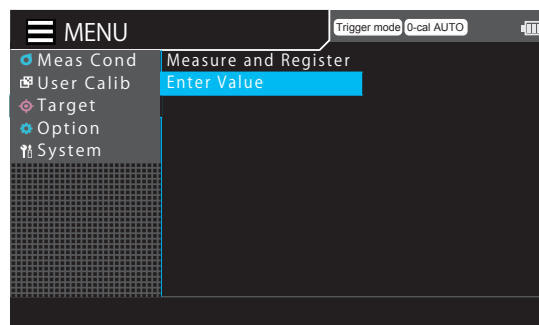 MENU
Trigger mode 0-cal AUTO
Meas Cond
User Calib
Target
Option
System
Measure and Register
Enter Value